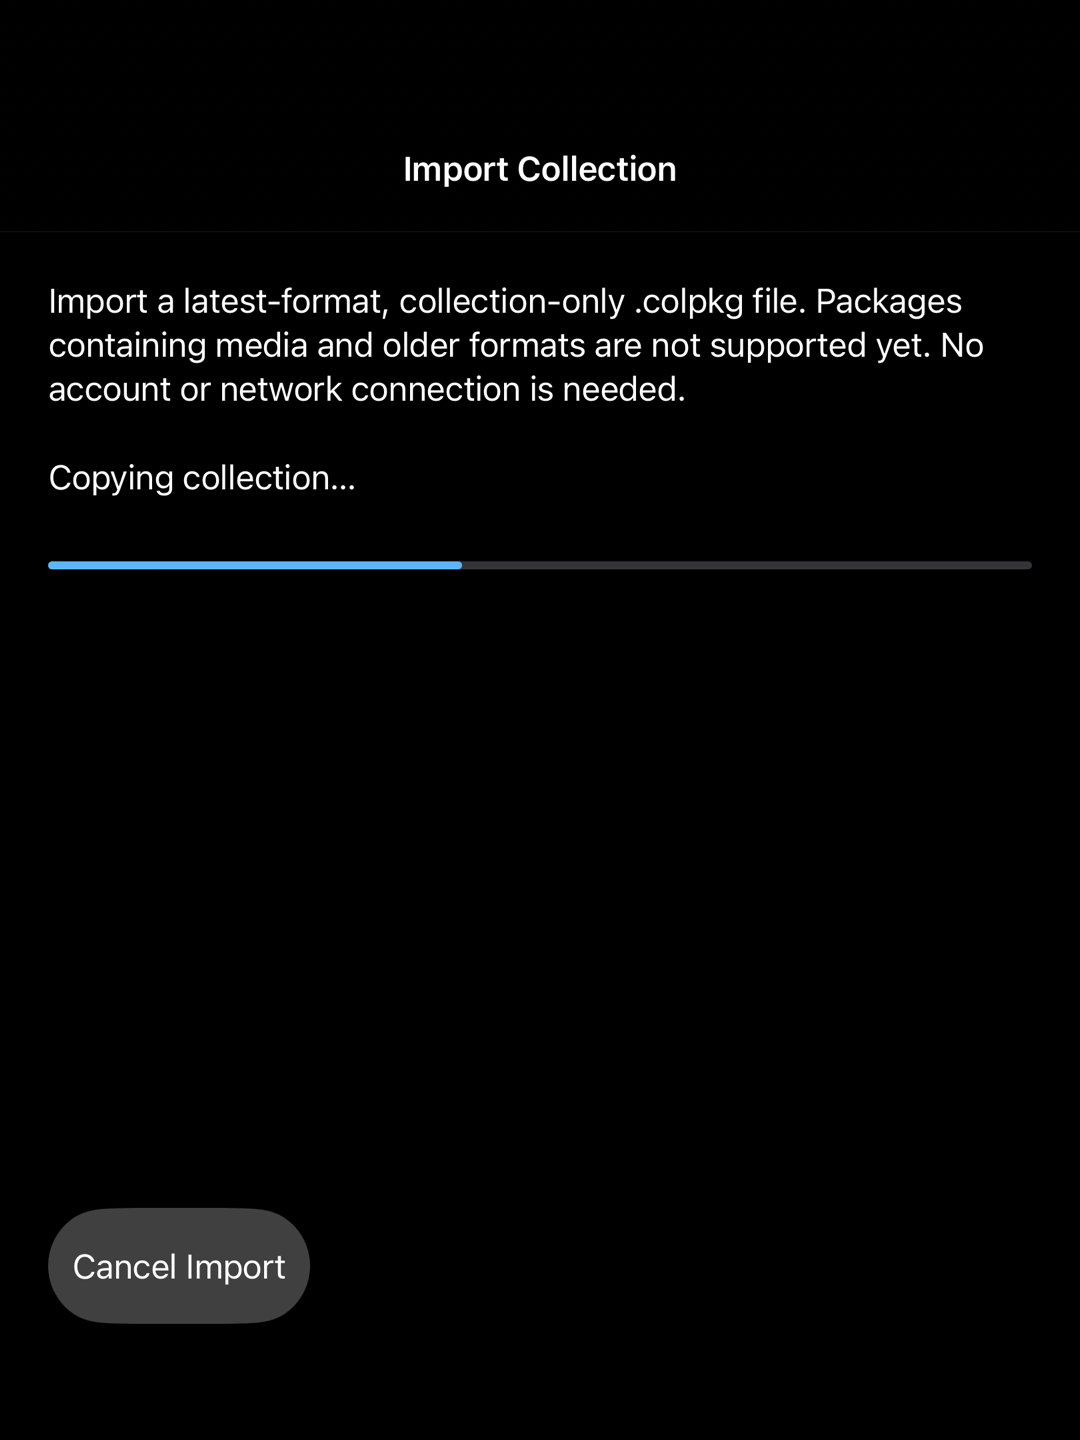 Import Collection
Import a latest-format, collection-only .colpkg file. Packages
containing media and older formats are not supported yet. No
account or network connection is needed.
Copying collection...
Cancel Import